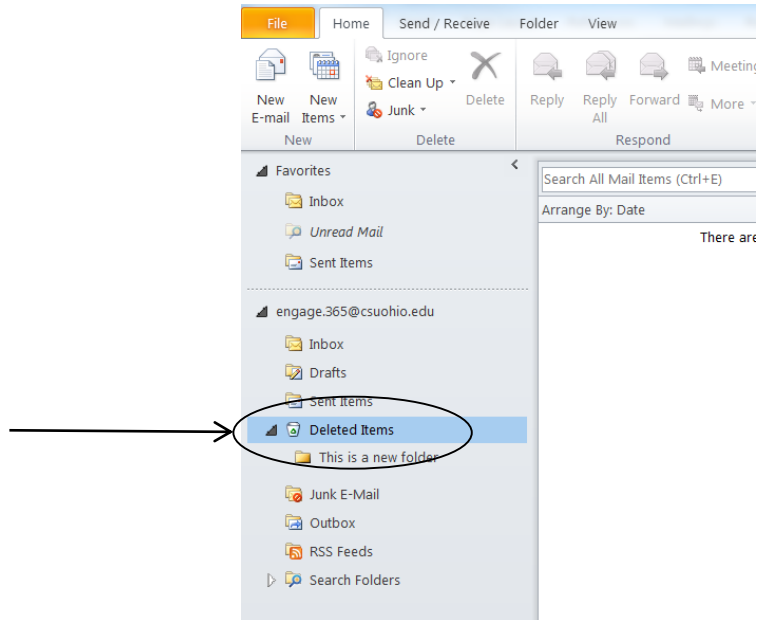 File Home Send / Receive Folder View
New E-mail
New Items
Ignore
Clean Up
Junk
Delete
Reply
Reply All
Forward
Meeting
More
New Delete Respond
Favorites
Inbox
Unread Mail
Sent Items
engage.365@csuohio.edu
Inbox
Drafts
Sent Items
Deleted Items
This is a new folder
Junk E-Mail
Outbox
RSS Feeds
Search Folders
Search All Mail Items (Ctrl+E)
Arrange By: Date
There are